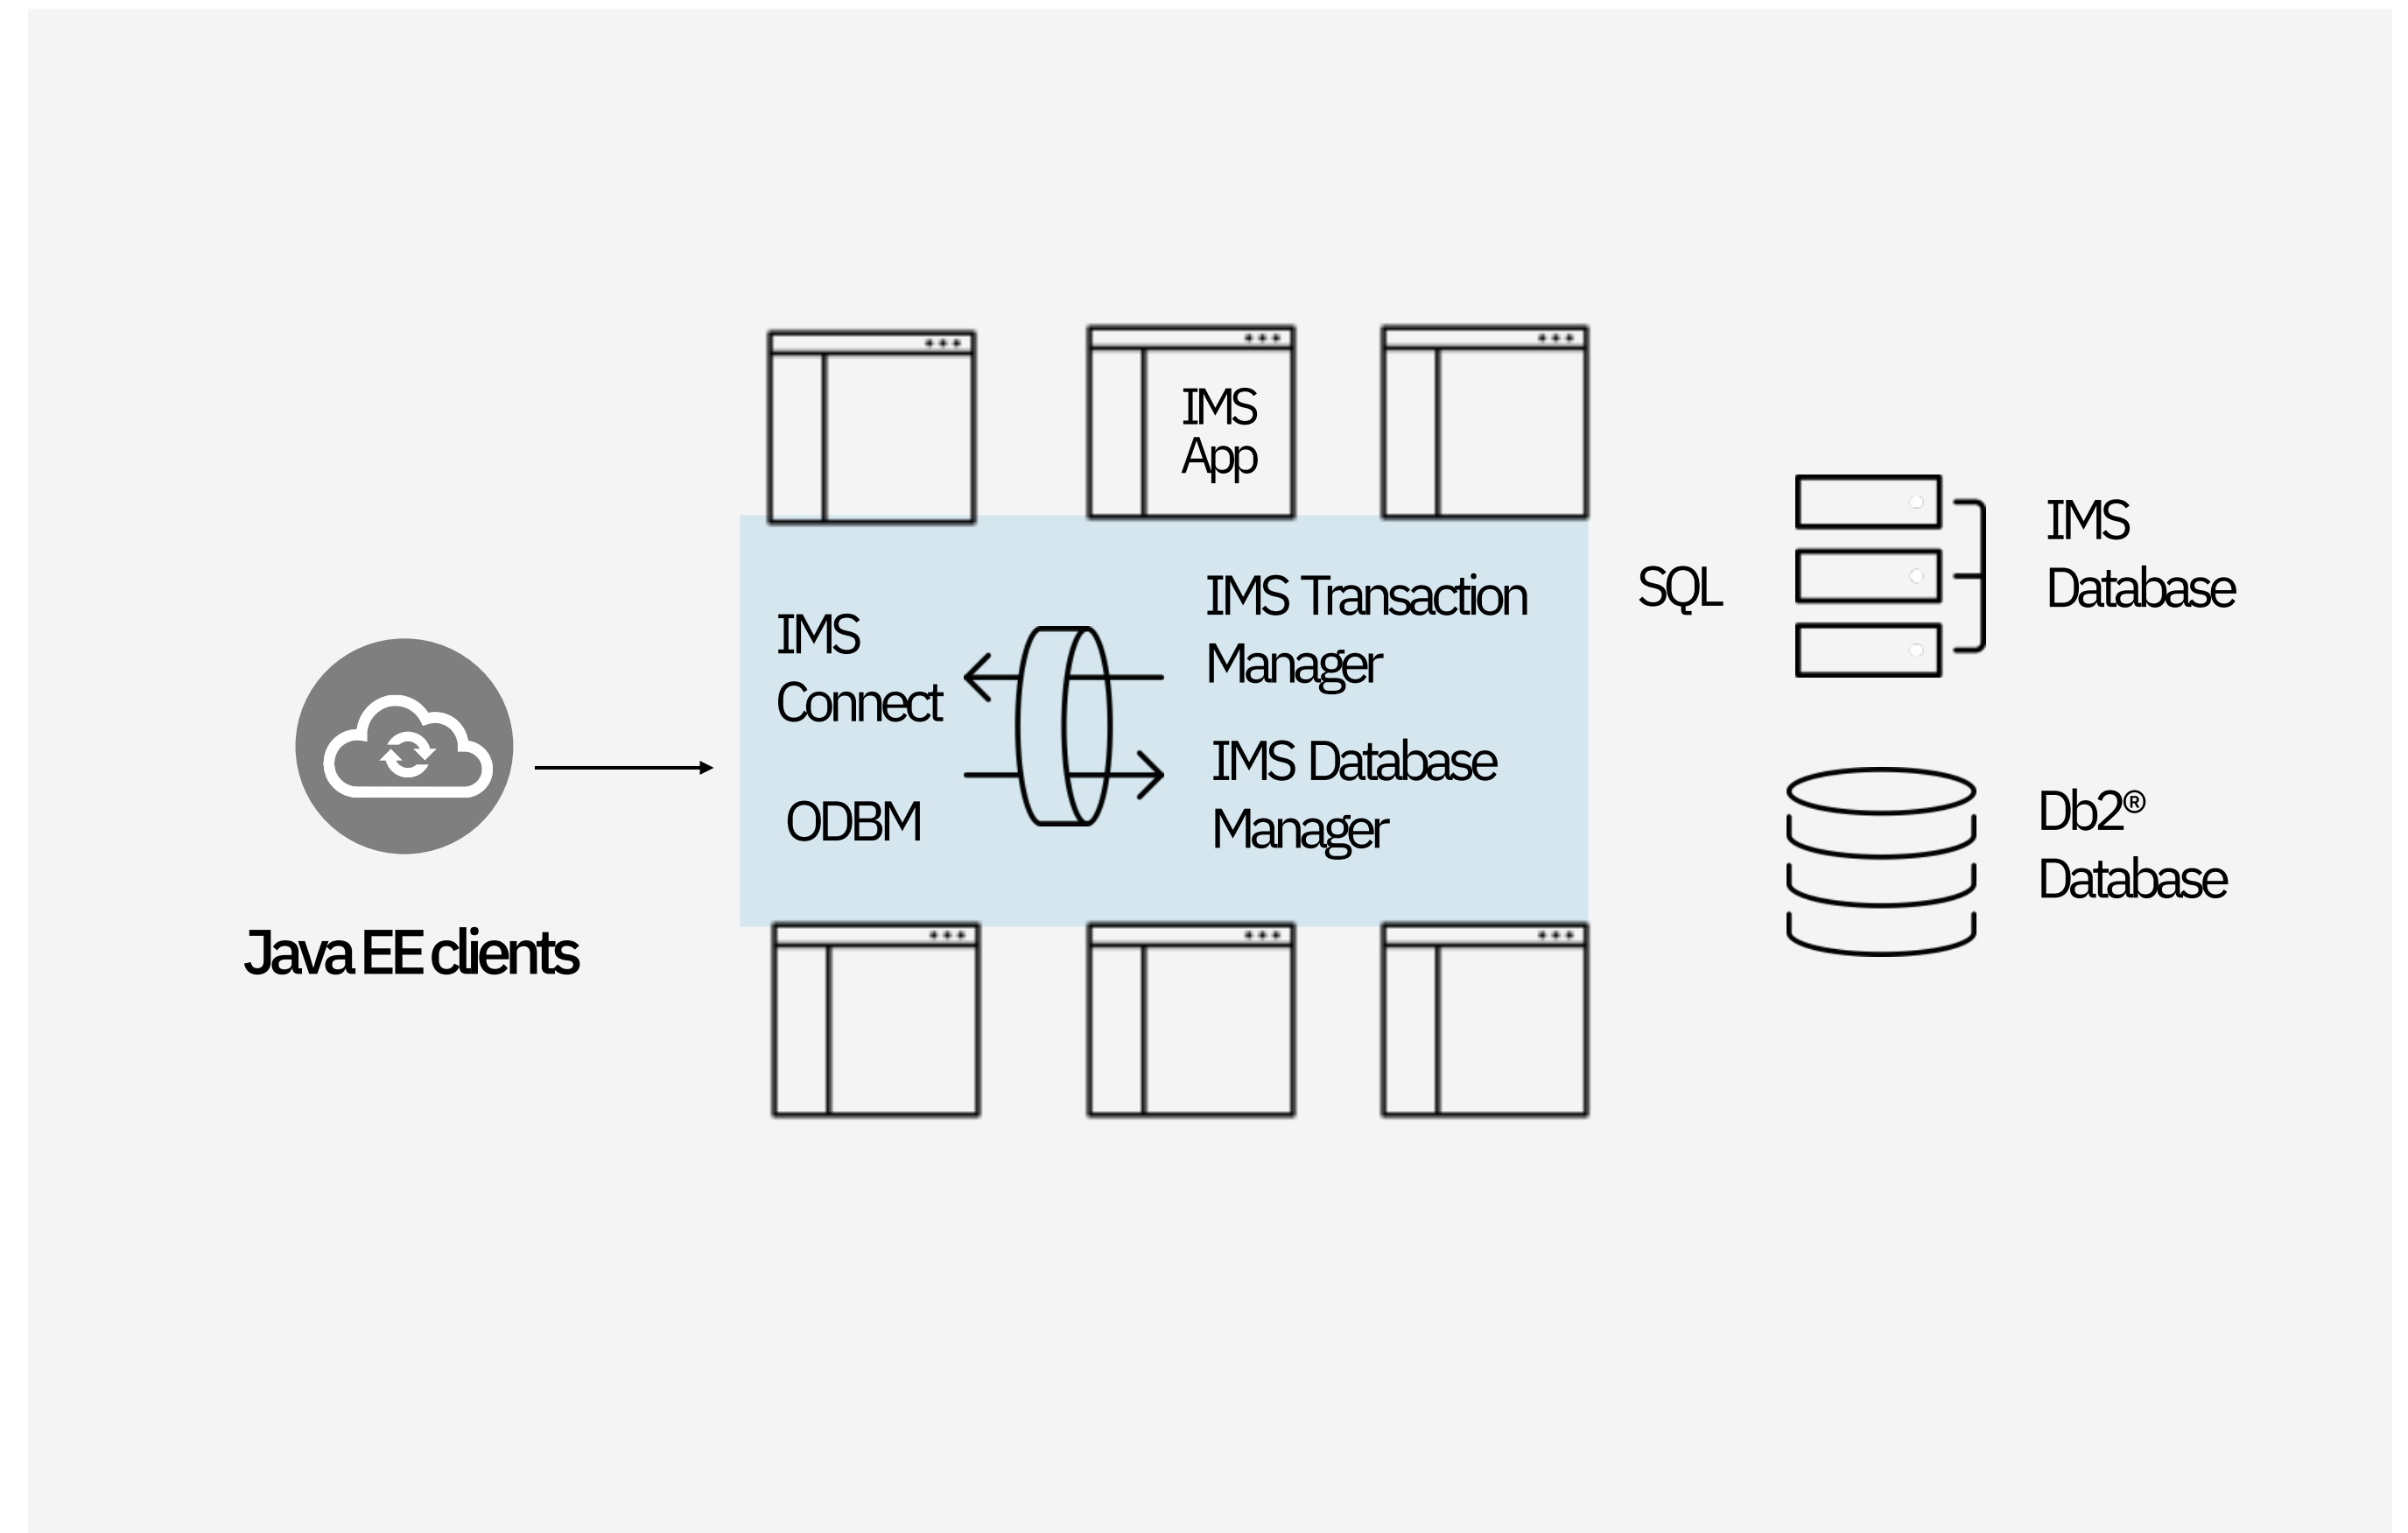 IMS
App
IMS
Connect
ODBM
IMS Transaction
Manager
IMS Database
Manager
SQL
IMS
Database
Db2®
Database
Java EE clients